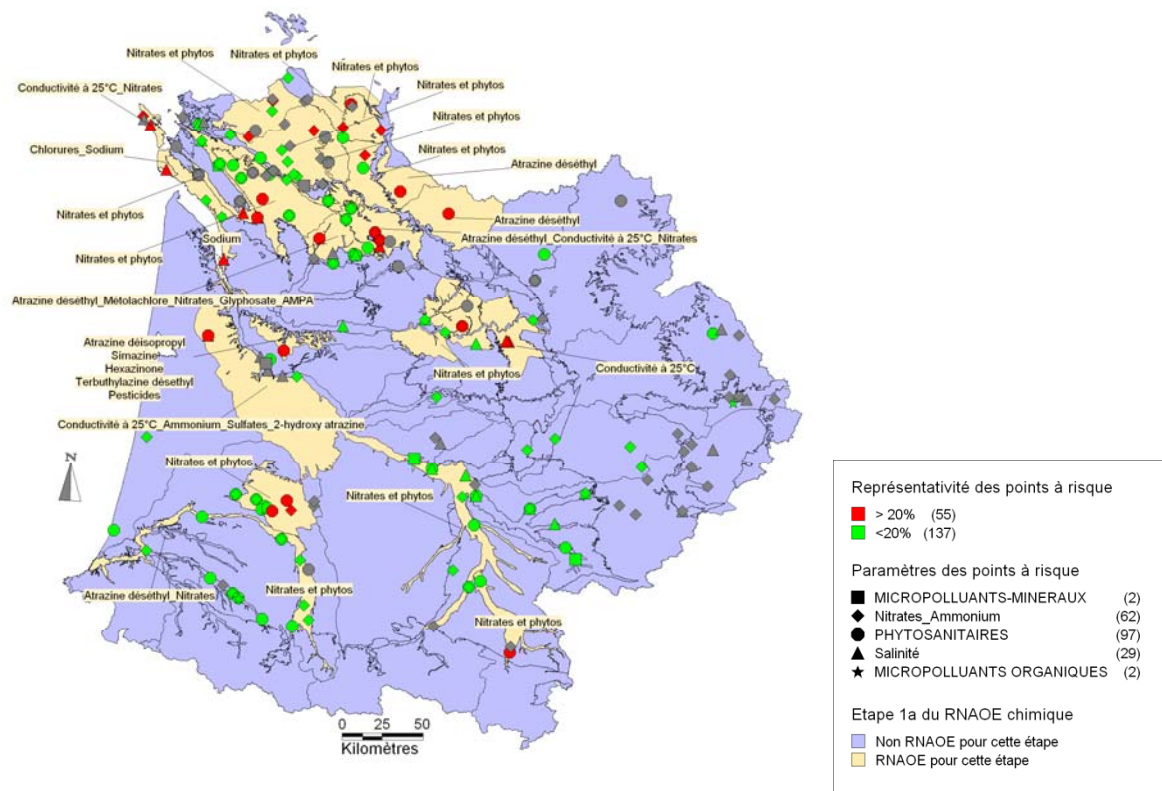 Nitrates et phytos
Nitrates et phytos
Nitrates et phytos
Conductivité à 25°C_Nitrates
Nitrates et phytos
Nitrates et phytos
Chlorures_Sodium
Nitrates et phytos
Atrazine déséthyl
Nitrates et phytos
Atrazine déséthyl
Sodium
Atrazine déséthyl_Conductivité à 25°C_Nitrates
Nitrates et phytos
Atrazine déséthyl_Métolachlore_Nitrates_Glyphosate_AMPA
Atrazine déisopropyl
Simazine
Hexazinone
Terbuthylazine désethyl
Pesticides
Nitrates et phytos
Conductivité à 25°C
Conductivité à 25°C_Ammonium_Sulfates_2-hydroxy atrazine
N
Nitrates et phytos
Nitrates et phytos
Atrazine déséthyl_Nitrates
Nitrates et phytos
Nitrates et phytos
0 25 50
Kilomètres
Représentativité des points à risque
> 20% (55)
<20% (137)
Paramètres des points à risque
MICROPOLLUANTS-MINERAUX (2)
Nitrates_Ammonium (62)
PHYTOSANITAIRES (97)
Salinité (29)
MICROPOLLUANTS ORGANIQUES (2)
Etape 1a du RNAOE chimique
Non RNAOE pour cette étape
RNAOE pour cette étape